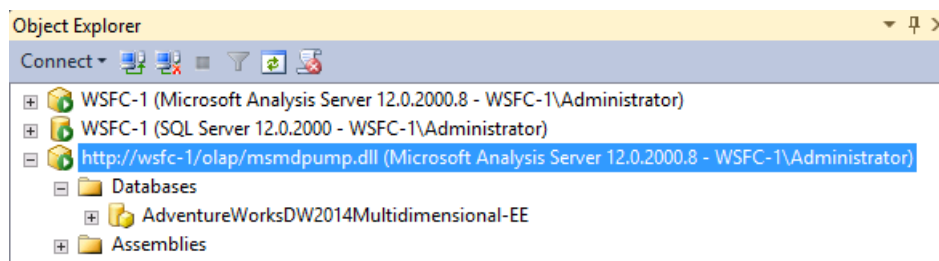 Object Explorer
Connect
WSFC-1 (Microsoft Analysis Server 12.0.2000.8 - WSFC-1\Administrator)
WSFC-1 (SQL Server 12.0.2000 - WSFC-1\Administrator)
http://wsfc-1/olap/msmdpump.dll (Microsoft Analysis Server 12.0.2000.8 - WSFC-1\Administrator)
Databases
AdventureWorksDW2014Multidimensional-EE
Assemblies